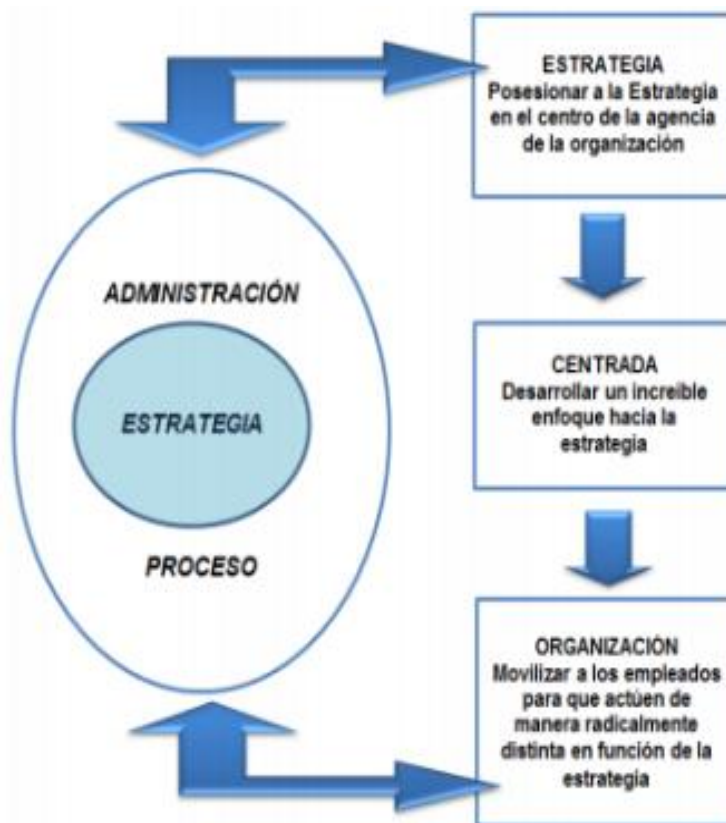 ADMINISTRACIÓN
ESTRATEGIA
PROCESO
ESTRATEGIA
Posesionar a la Estrategia
en el centro de la agencia
de la organización
CENTRADA
Desarrollar un increible
enfoque hacia la
estrategia
ORGANIZACIÓN
Movilizar a los empleados
para que actúen de
manera radicalmente
distinta en función de la
estrategia